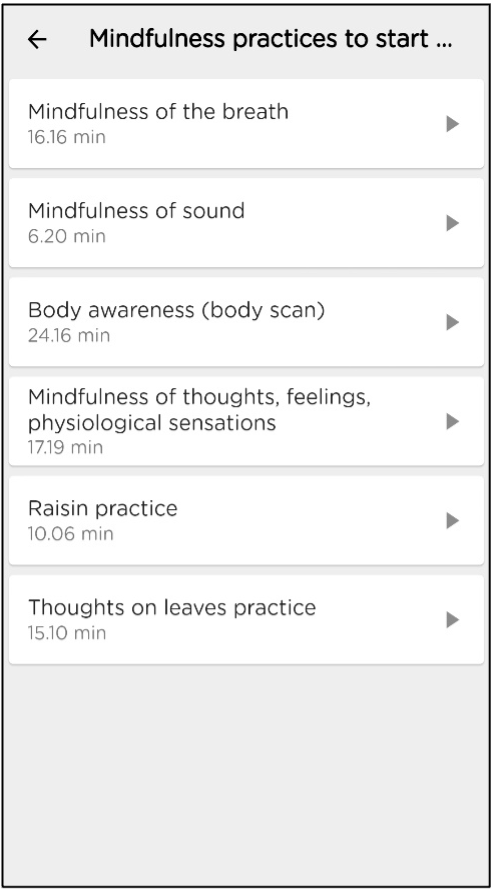 Mindfulness practices to start ...
Mindfulness of the breath
16.16 min
Mindfulness of sound
6.20 min
Body awareness (body scan)
24.16 min
Mindfulness of thoughts, feelings,
physiological sensations
17.19 min
Raisin practice
10.06 min
Thoughts on leaves practice
15.10 min